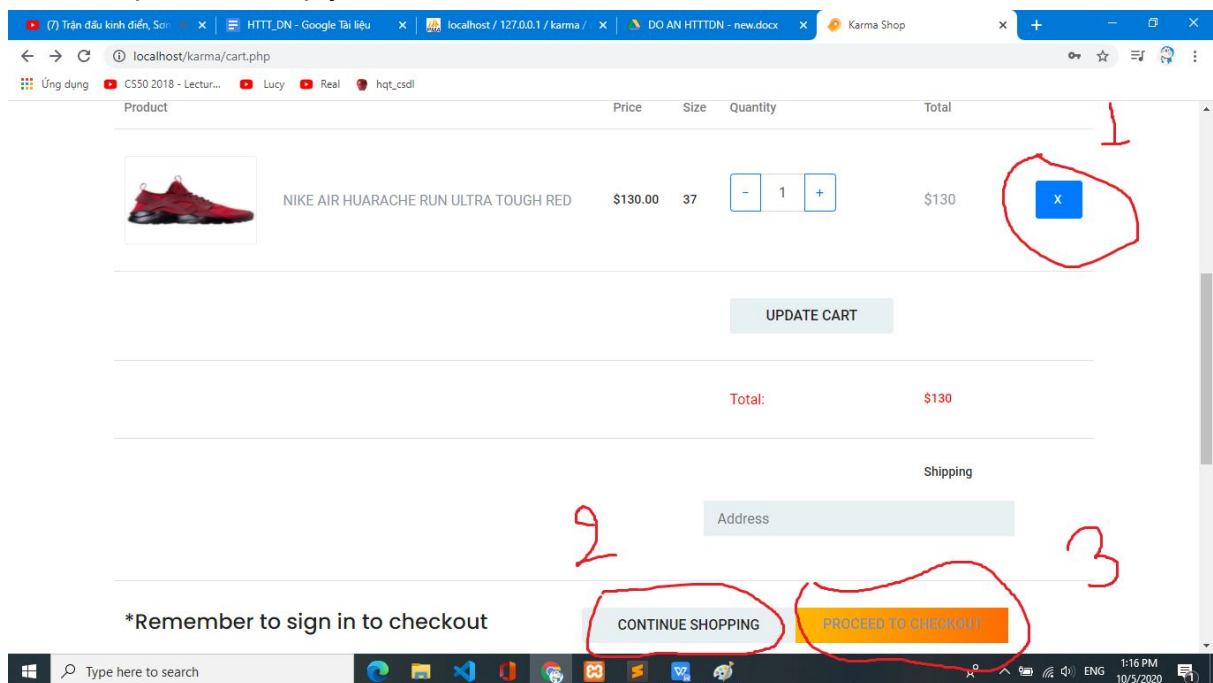 (7) Trận đấu kinh điển, Sơn
HTTT_DN - Google Tài liệu
localhost / 127.0.0.1 / karma /
DO AN HTTTDN - new.docx
Karma Shop
localhost/karma/cart.php
Ứng dụng
CS50 2018 - Lectur...
Lucy
Real
hqt_csdl
Product Price Size Quantity Total
1
NIKE AIR HUARACHE RUN ULTRA TOUGH RED $130.00 37 - 1 + $130 X
UPDATE CART
Total: $130
Shipping
Address
2
3
*Remember to sign in to checkout
CONTINUE SHOPPING
PROCEED TO CHECKOUT
Type here to search
ENG
1:16 PM
10/5/2020